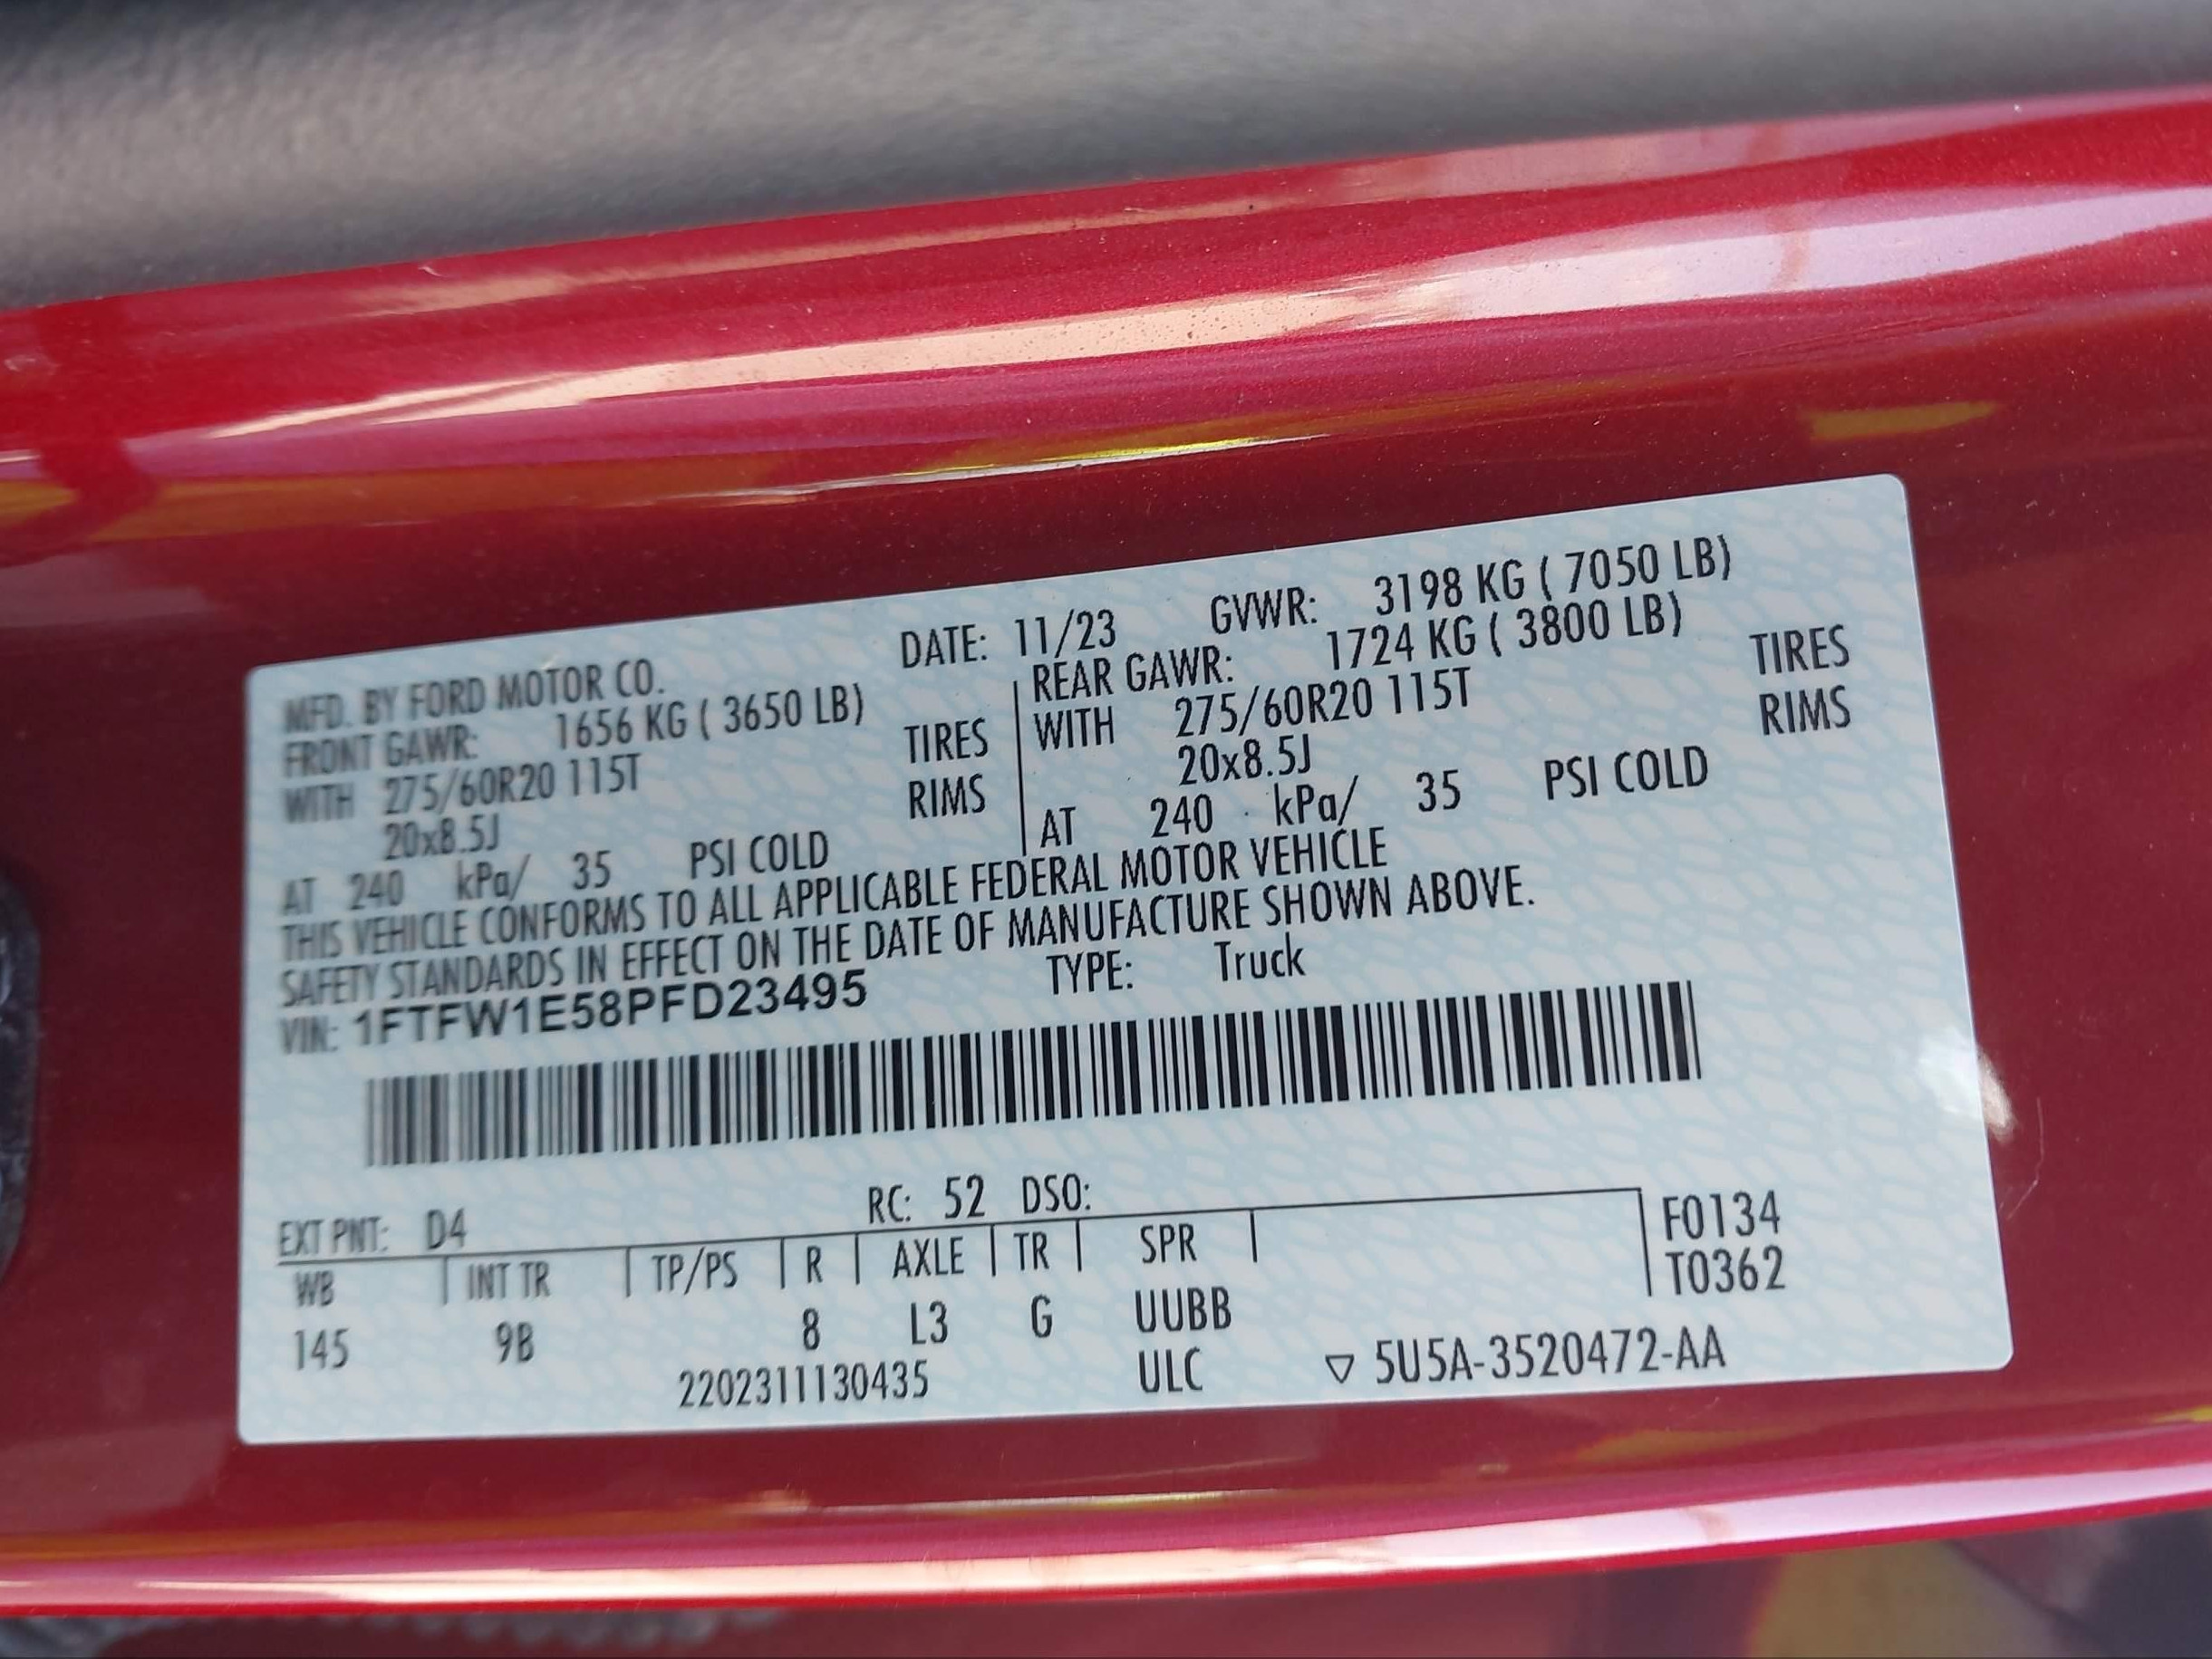 MFD. BY FORD MOTOR CO. DATE: 11/23 GVWR: 3198 KG ( 7050 LB)
FRONT GAWR: 1656 KG ( 3650 LB) REAR GAWR: 1724 KG ( 3800 LB)
WITH 275/60R20 115T TIRES WITH 275/60R20 115T TIRES
20x8.5J RIMS 20x8.5J RIMS
AT 240 kPa/ 35 PSI COLD AT 240 kPa/ 35 PSI COLD
THIS VEHICLE CONFORMS TO ALL APPLICABLE FEDERAL MOTOR VEHICLE
SAFETY STANDARDS IN EFFECT ON THE DATE OF MANUFACTURE SHOWN ABOVE.
VIN: 1FTFW1E58PFD23495 TYPE: Truck
EXT PNT: D4 RC: 52 DSO:
WB INT TR TP/PS R AXLE TR SPR F0134
T0362
145 9B 8 L3 G UUBB
2202311130435 ULC ▽ 5U5A-3520472-AA